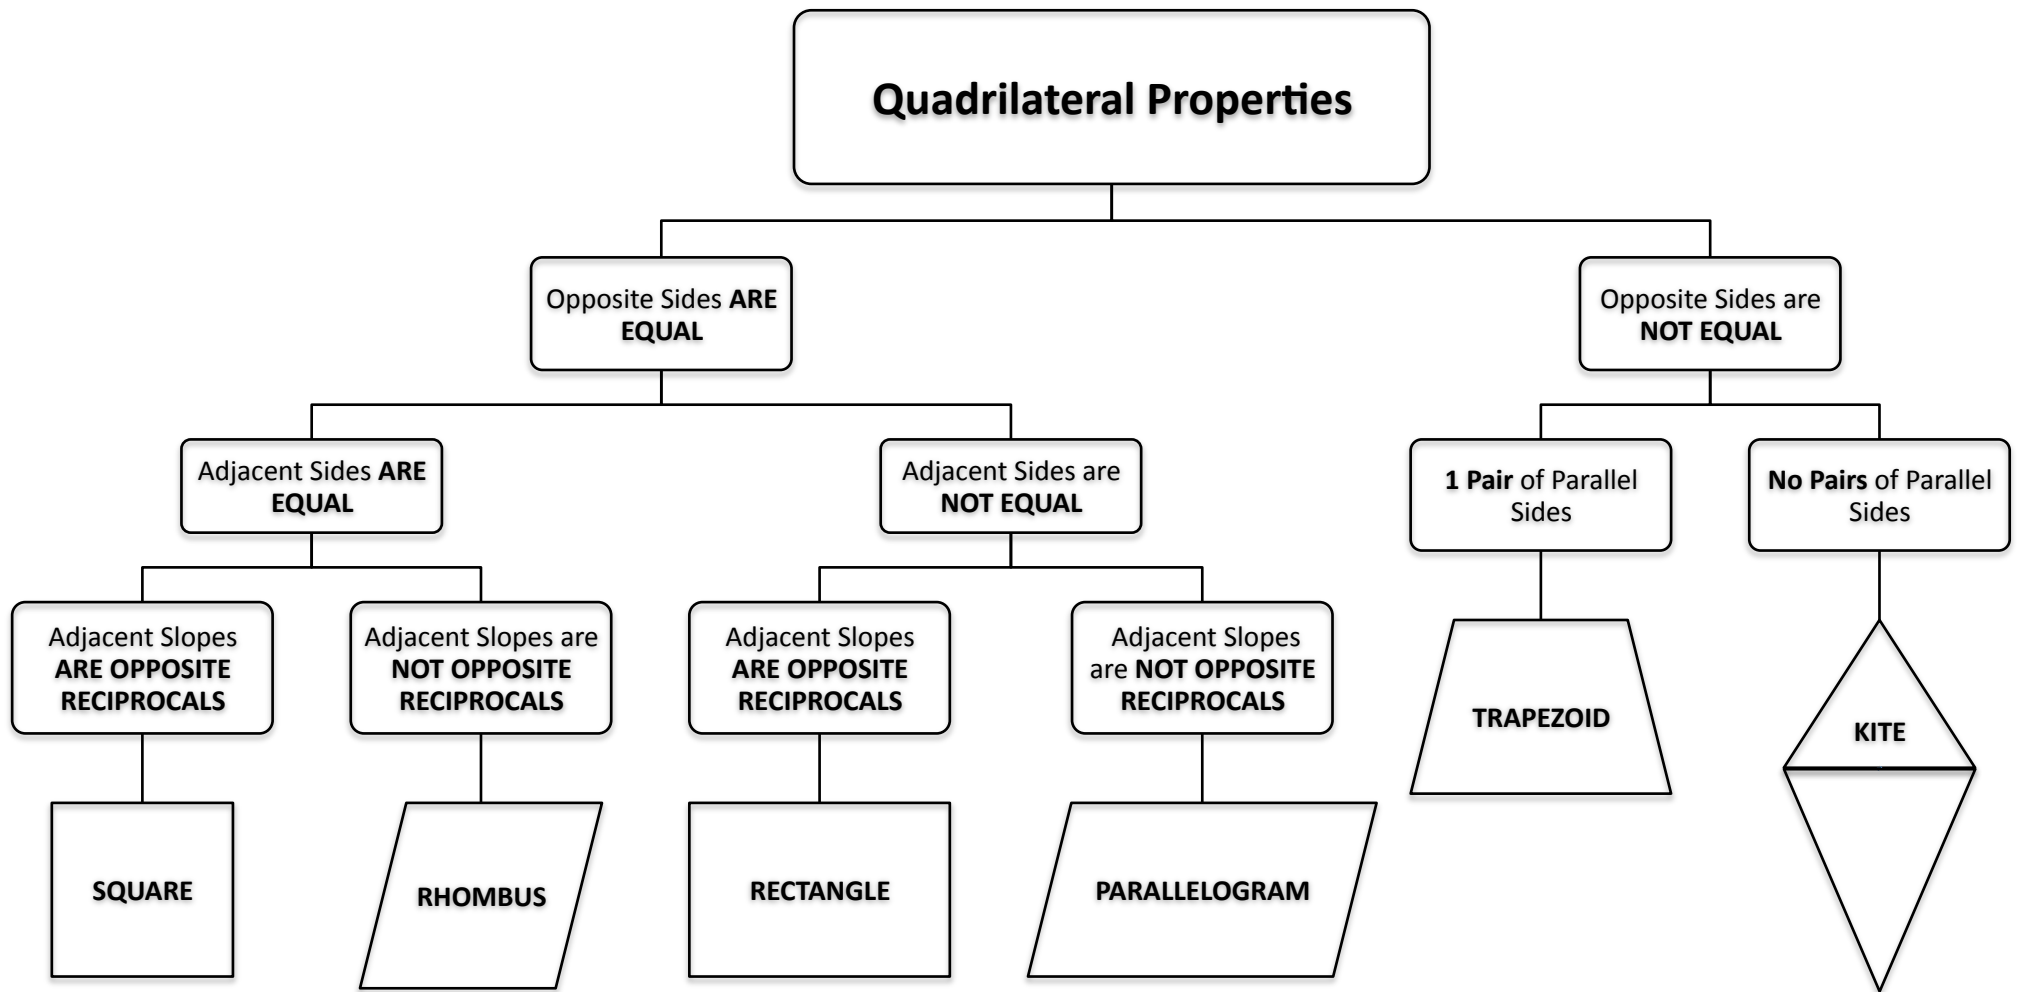 Quadrilateral Properties
Opposite Sides ARE
EQUAL
Opposite Sides are
NOT EQUAL
Adjacent Sides ARE
EQUAL
Adjacent Sides are
NOT EQUAL
1 Pair of Parallel
Sides
No Pairs of Parallel
Sides
Adjacent Slopes
ARE OPPOSITE
RECIPROCALS
Adjacent Slopes are
NOT OPPOSITE
RECIPROCALS
Adjacent Slopes
ARE OPPOSITE
RECIPROCALS
Adjacent Slopes
are NOT OPPOSITE
RECIPROCALS
TRAPEZOID
KITE
SQUARE
RHOMBUS
RECTANGLE
PARALLELOGRAM